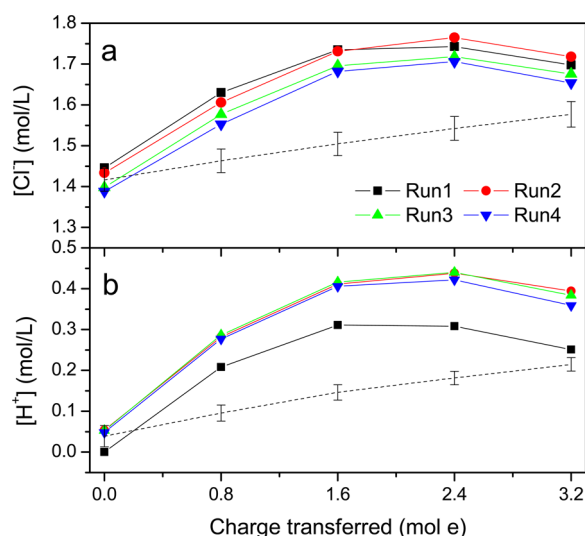 a
[Cl⁻] (mol/L)
1.8
1.7
1.6
1.5
1.4
1.3
Run1 Run2
Run3 Run4
b
[H⁺] (mol/L)
0.5
0.4
0.3
0.2
0.1
0.0
0.0 0.8 1.6 2.4 3.2
Charge transferred (mol e)